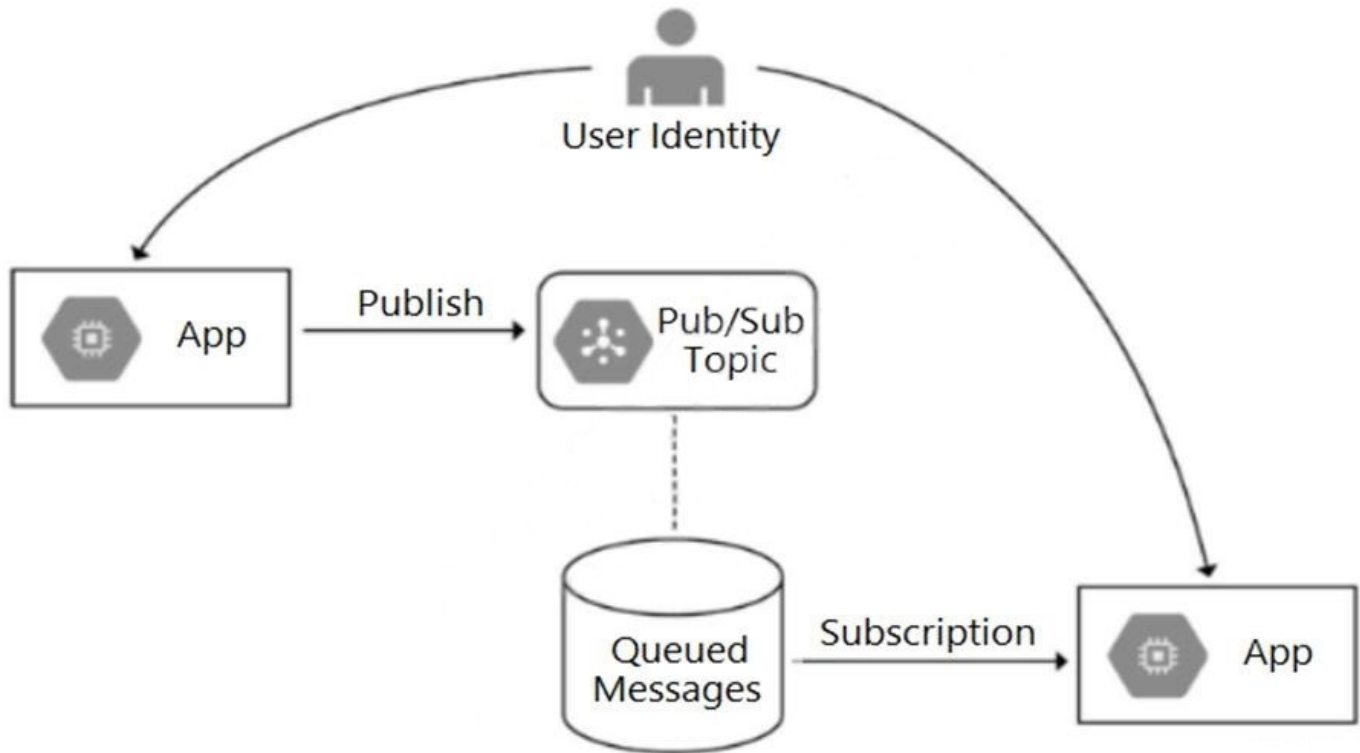 User Identity
App
Publish
Pub/Sub
Topic
Queued
Messages
Subscription
App